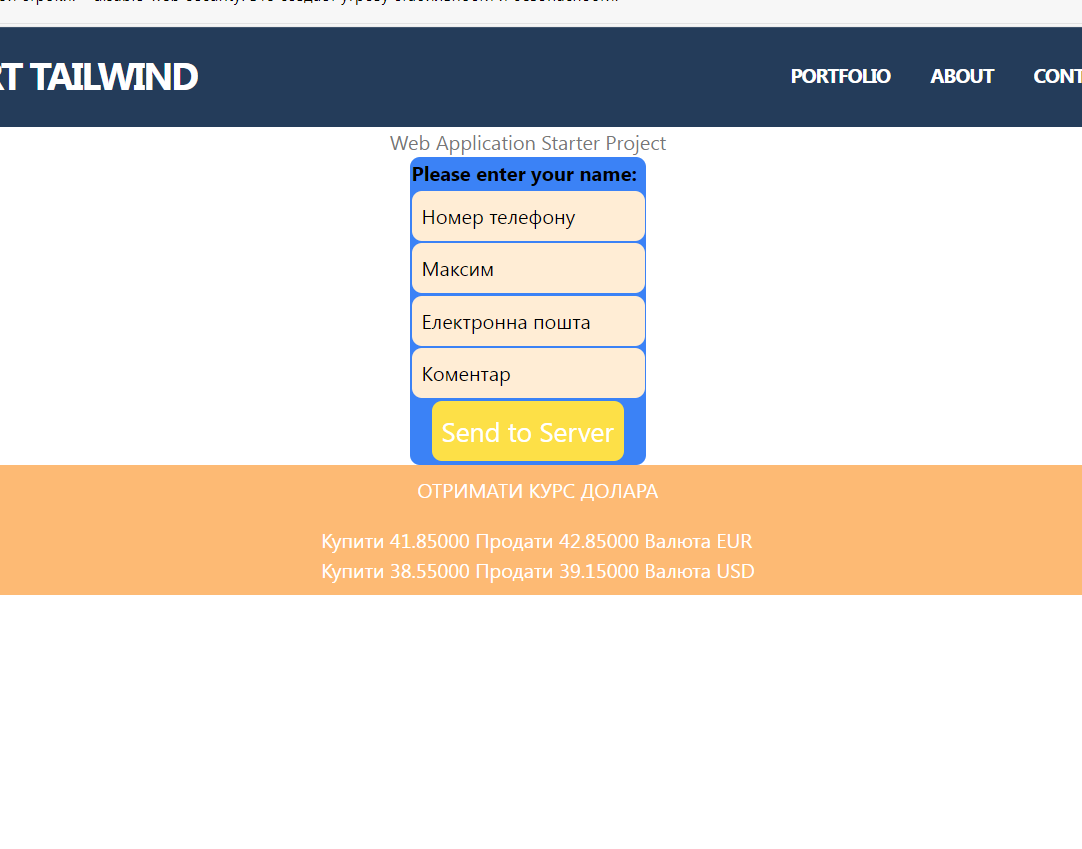 TAILWIND
PORTFOLIO ABOUT
Web Application Starter Project
Please enter your name:
Номер телефону
Максим
Електронна пошта
Коментар
Send to Server
ОТРИМАТИ КУРС ДОЛАРА
Купити 41.85000 Продати 42.85000 Валюта EUR
Купити 38.55000 Продати 39.15000 Валюта USD